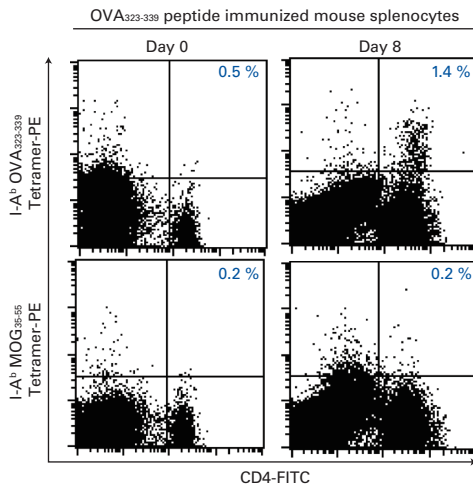 OVA₃₂₃₋₃₃₉ peptide immunized mouse splenocytes
Day 0
Day 8
I-Aᵇ OVA₃₂₃₋₃₃₉
Tetramer-PE
0.5 %
1.4 %
I-Aᵇ MOG₃₅₋₅₅
Tetramer-PE
0.2 %
0.2 %
CD4-FITC